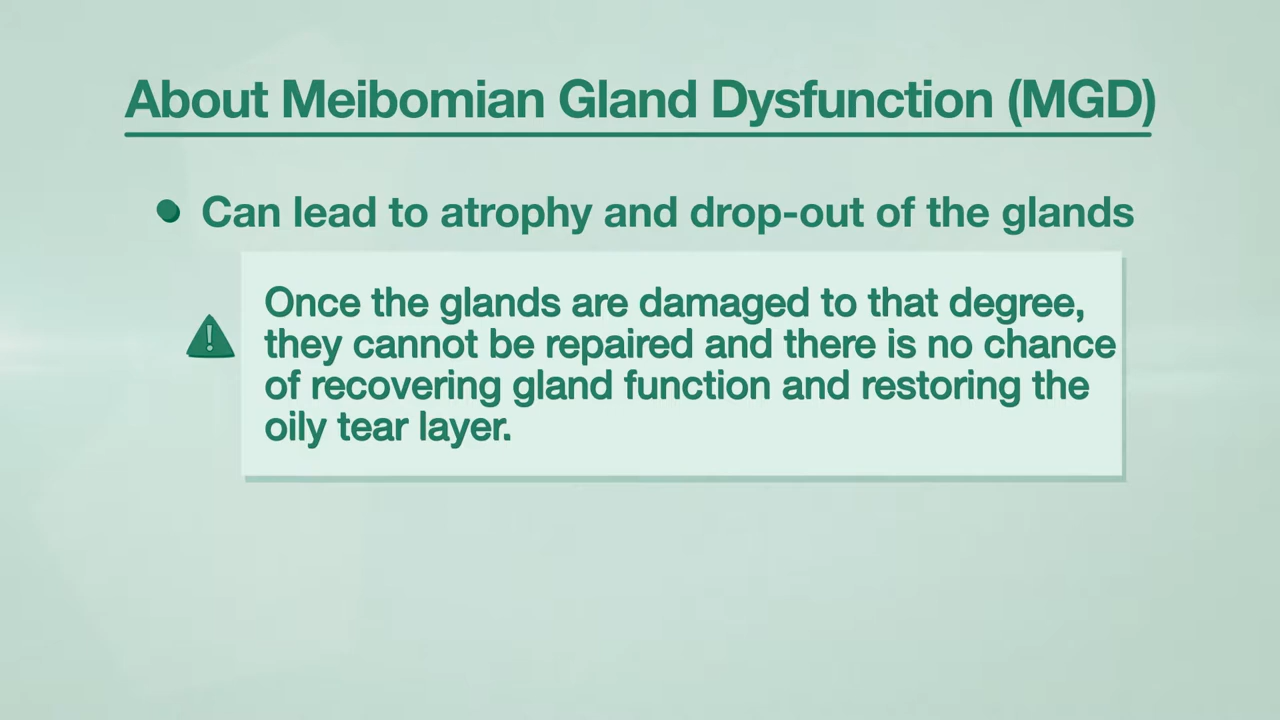 About Meibomian Gland Dysfunction (MGD)
Can lead to atrophy and drop-out of the glands
Once the glands are damaged to that degree,
they cannot be repaired and there is no chance
of recovering gland function and restoring the
oily tear layer.